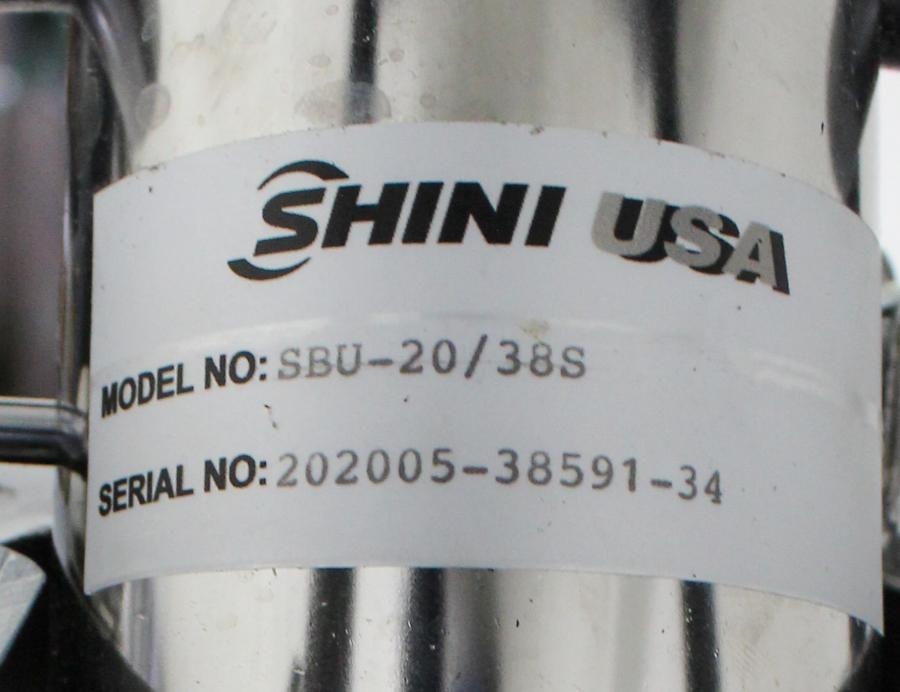 SHINI USA
MODEL NO: SBU-20/38S
SERIAL NO: 202005-38591-34